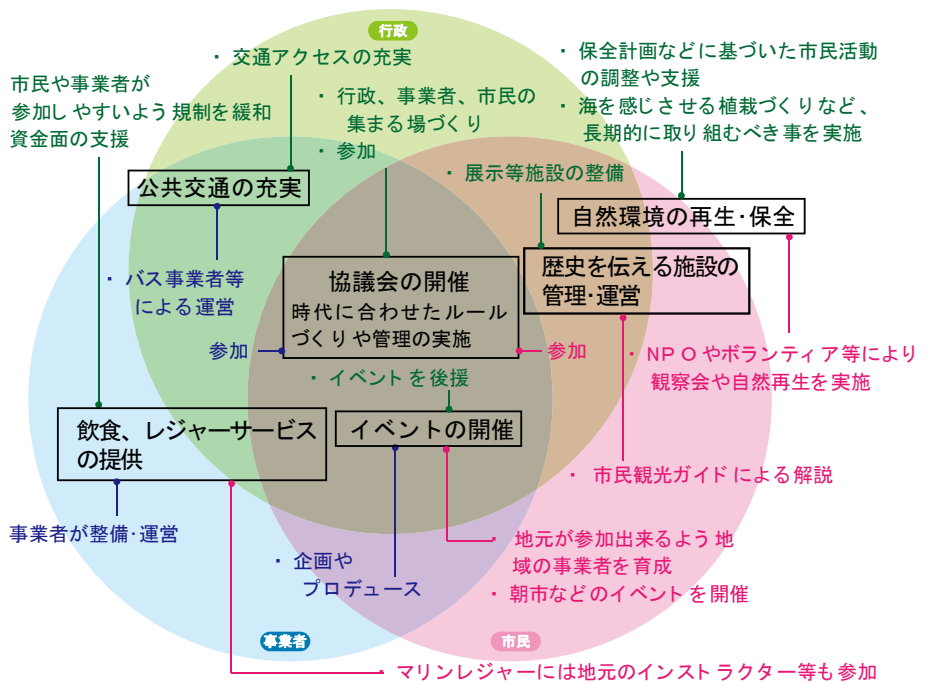 行政
・ 交通アクセスの充実
・ 保全計画などに基づいた市民活動
の調整や支援
・ 海を感じさせる植栽づくりなど、
長期的に取り組むべき事を実施
市民や事業者が
参加しやすいよう規制を緩和
資金面の支援
・ 行政、事業者、市民の
集まる場づくり
・ 参加
・ 展示等施設の整備
公共交通の充実
自然環境の再生・保全
・ バス事業者等
による運営
協議会の開催
時代に合わせたルール
づくりや管理の実施
歴史を伝える施設の
管理・運営
参加
参加
・ NPOやボランティア等により
観察会や自然再生を実施
・ イベントを後援
飲食、レジャーサービス
の提供
イベントの開催
・ 市民観光ガイドによる解説
事業者が整備・運営
・ 企画や
プロデュース
・ 地元が参加出来るよう地
域の事業者を育成
・ 朝市などのイベントを開催
事業者
市民
・ マリンレジャーには地元のインストラクター等も参加